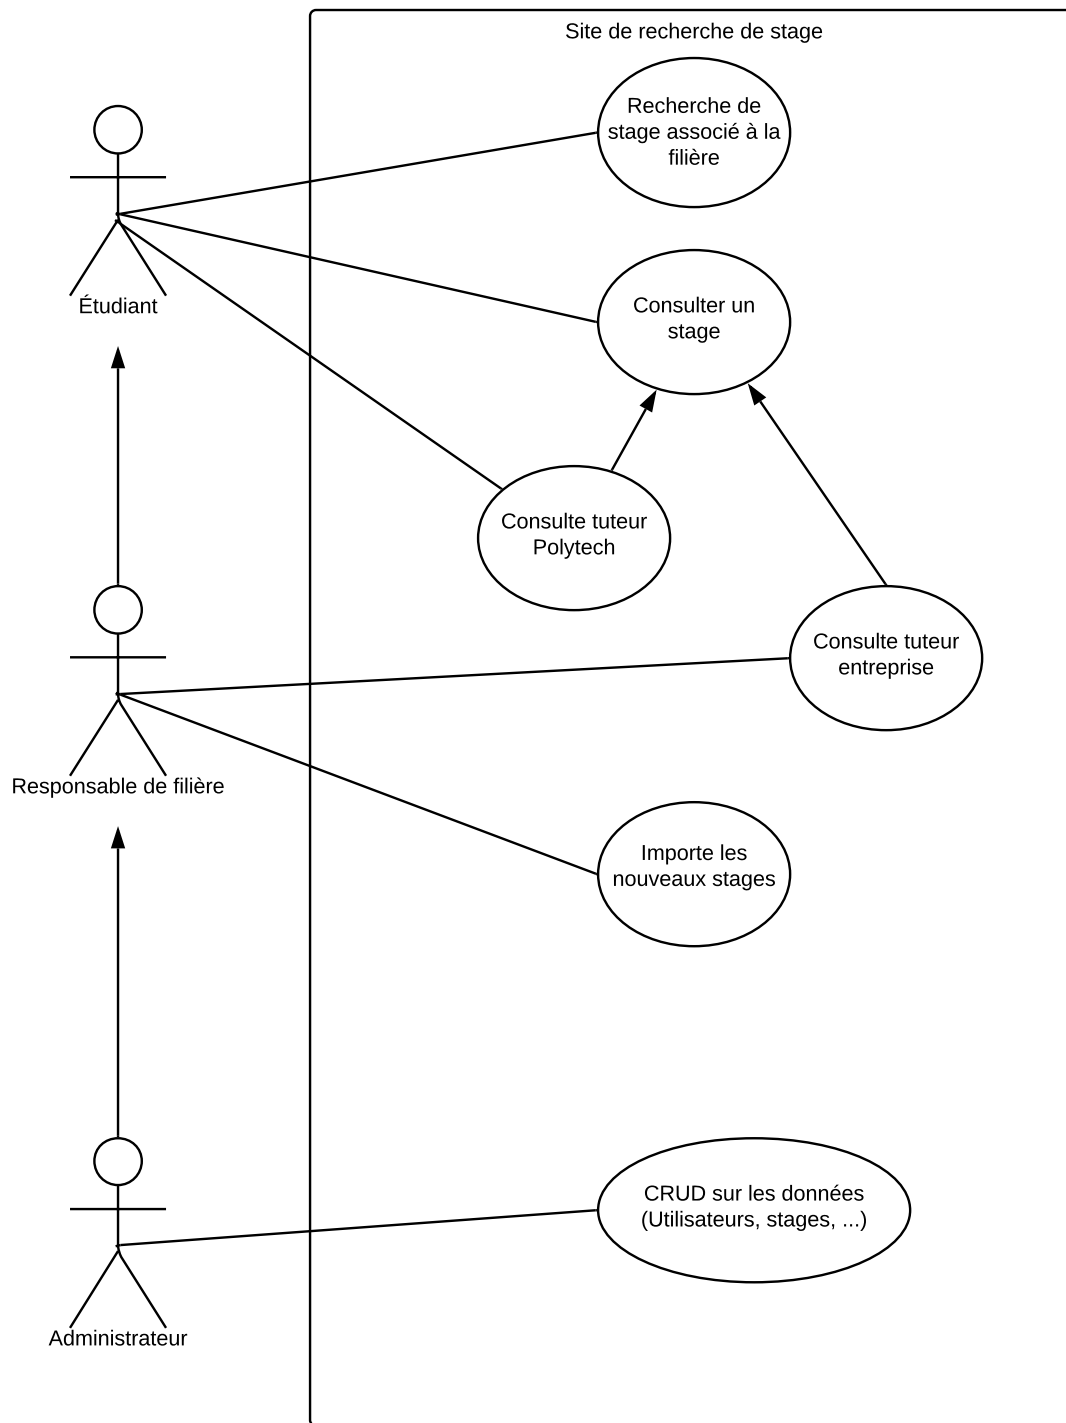 Site de recherche de stage
Recherche de
stage associé à la
filière
Étudiant
Consulter un
stage
Consulte tuteur
Polytech
Consulte tuteur
entreprise
Responsable de filière
Importe les
nouveaux stages
CRUD sur les données
(Utilisateurs, stages, ...)
Administrateur